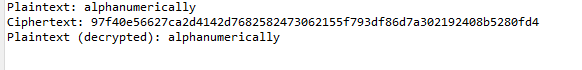 Plaintext: alphanumerically
Ciphertext: 97f40e56627ca2d4142d7682582473062155f793df86d7a302192408b5280fd4
Plaintext (decrypted): alphanumerically